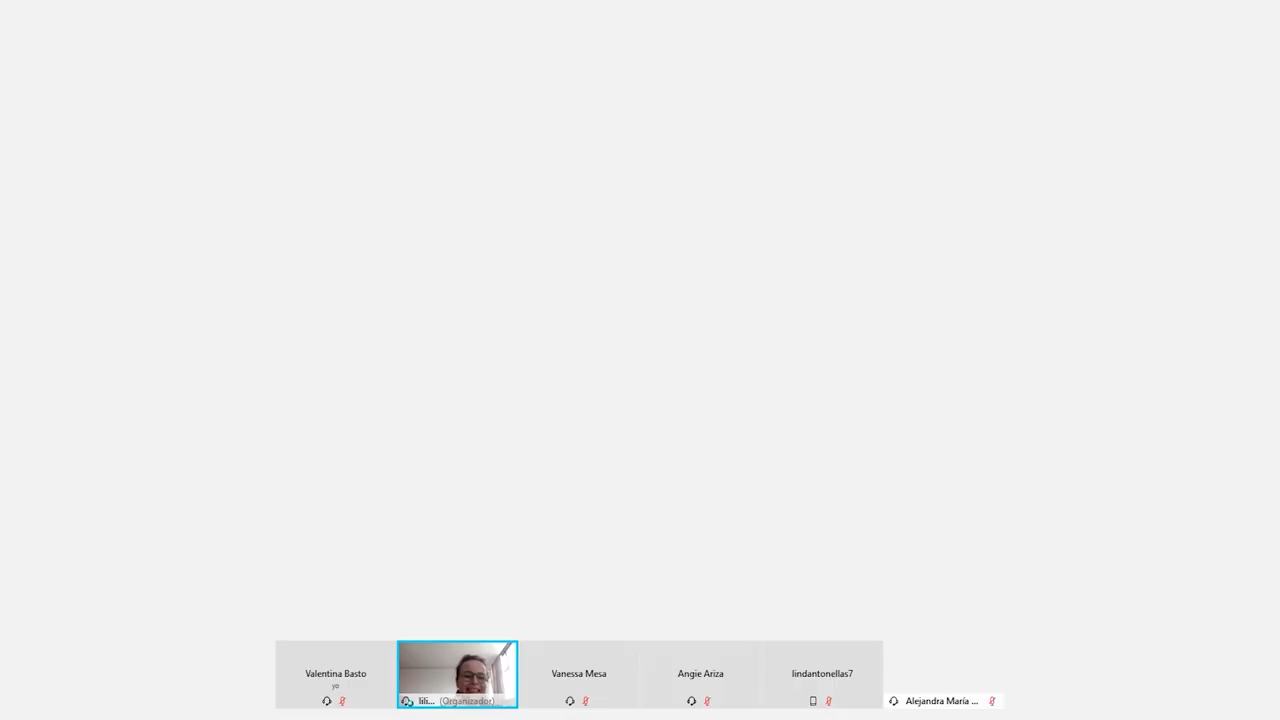 Valentina Basto
yo
lili... (Organizador)
Vanessa Mesa
Angie Ariza
lindantonellas7
Alejandra María ...